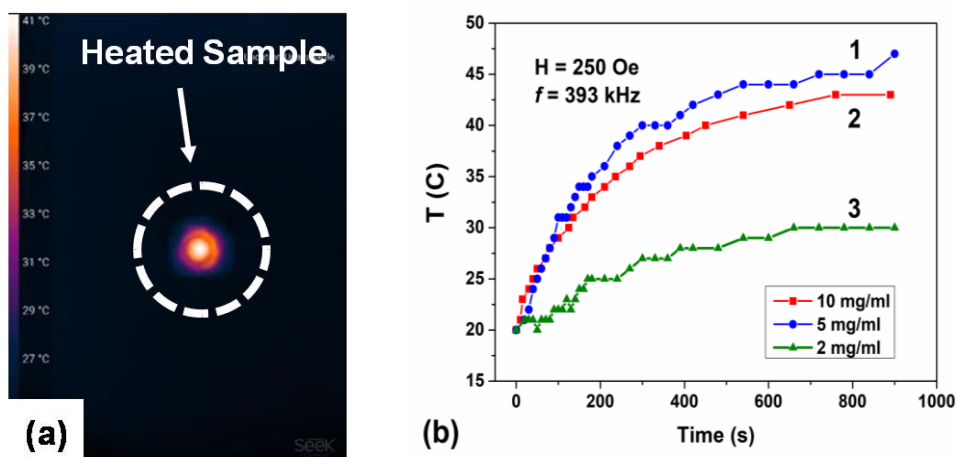 41 °C
39 °C
37 °C
35 °C
33 °C
31 °C
29 °C
27 °C
Heated Sample
(a)
Seek
(b)
50
45
40
35
30
25
20
15
T (C)
H = 250 Oe
f = 393 kHz
1
2
3
10 mg/ml
5 mg/ml
2 mg/ml
0 200 400 600 800 1000
Time (s)